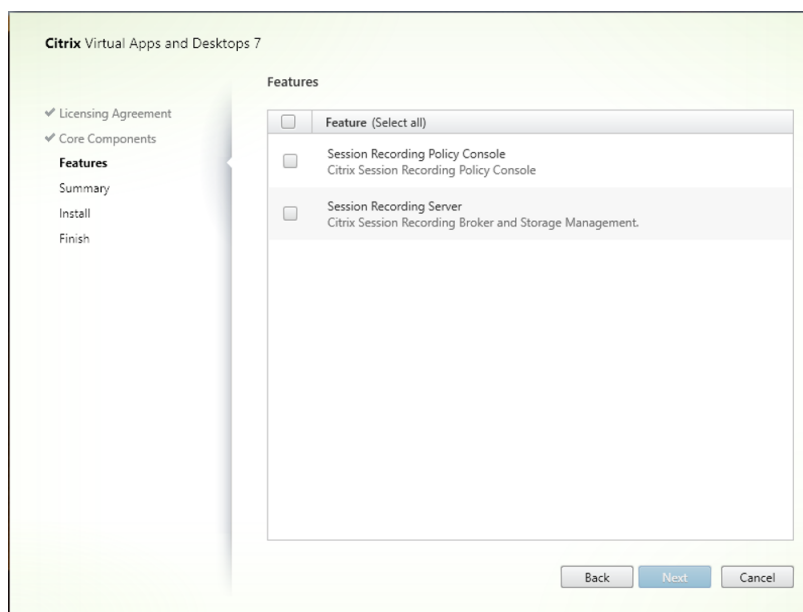 Citrix Virtual Apps and Desktops 7
Features
Licensing Agreement
Core Components
Features
Summary
Install
Finish
Feature (Select all)
Session Recording Policy Console
Citrix Session Recording Policy Console
Session Recording Server
Citrix Session Recording Broker and Storage Management.
Back
Next
Cancel